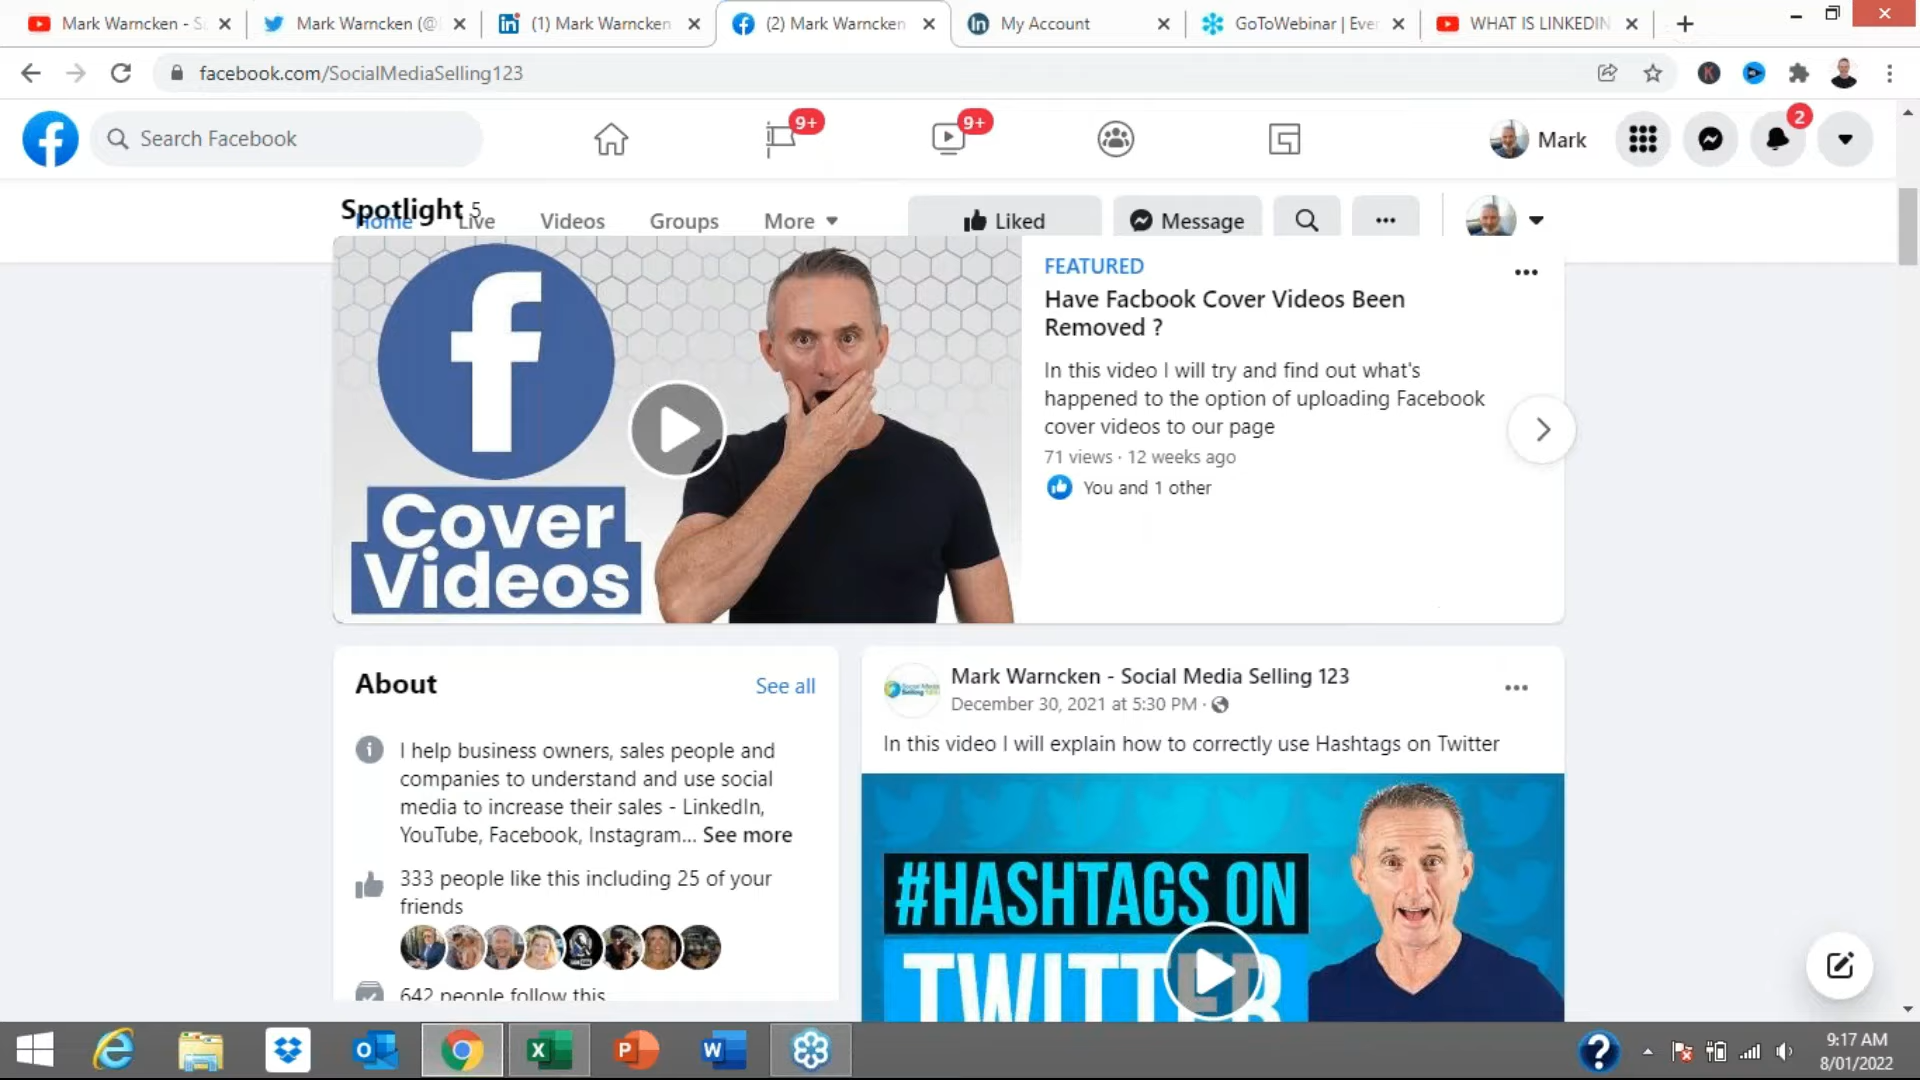 Mark Warncken - S
Mark Warncken (@
(1) Mark Warncken
(2) Mark Warncken
My Account
GoToWebinar | Ever
WHAT IS LINKEDIN
facebook.com/SocialMediaSelling123
K
Search Facebook
9+
9+
Mark
2
Spotlight 5
Home
Live
Videos
Groups
More
Liked
Message
Cover
Videos
FEATURED
Have Facbook Cover Videos Been
Removed ?
In this video I will try and find out what's
happened to the option of uploading Facebook
cover videos to our page
71 views · 12 weeks ago
You and 1 other
About
See all
I help business owners, sales people and
companies to understand and use social
media to increase their sales - LinkedIn,
YouTube, Facebook, Instagram... See more
333 people like this including 25 of your
friends
642 people follow this
Mark Warncken - Social Media Selling 123
December 30, 2021 at 5:30 PM ·
In this video I will explain how to correctly use Hashtags on Twitter
#HASHTAGS ON
TWITTER
9:17 AM
8/01/2022